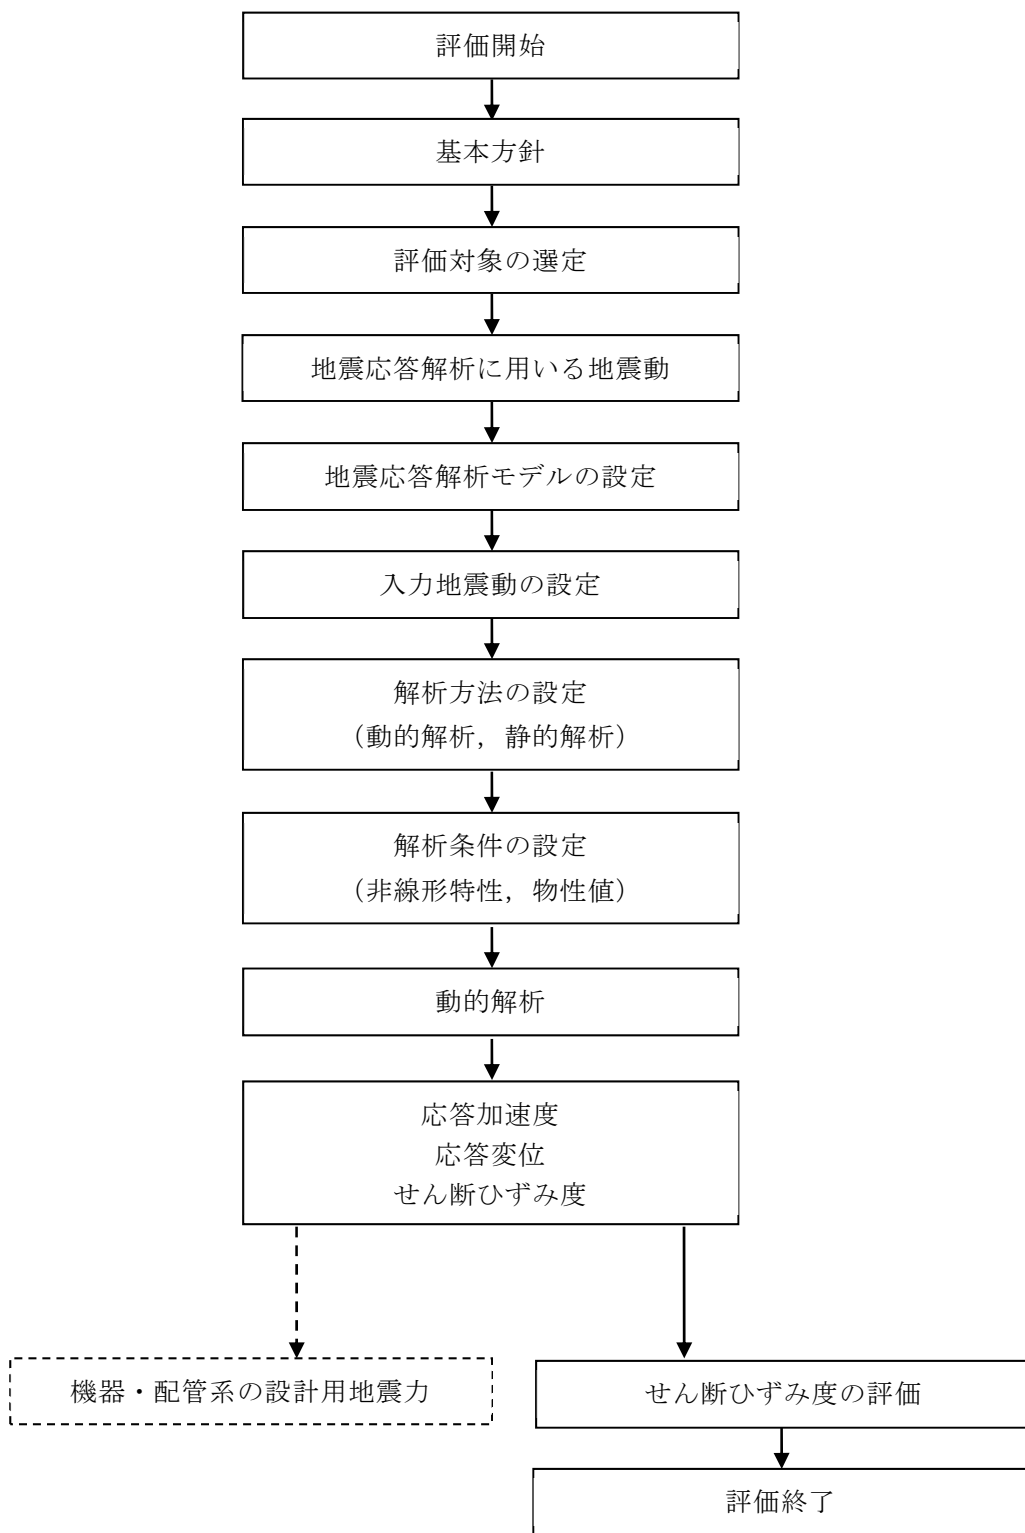 評価開始
基本方針
評価対象の選定
地震応答解析に用いる地震動
地震応答解析モデルの設定
入力地震動の設定
解析方法の設定
（動的解析，静的解析）
解析条件の設定
（非線形特性，物性値）
動的解析
応答加速度
応答変位
せん断ひずみ度
機器・配管系の設計用地震力
せん断ひずみ度の評価
評価終了